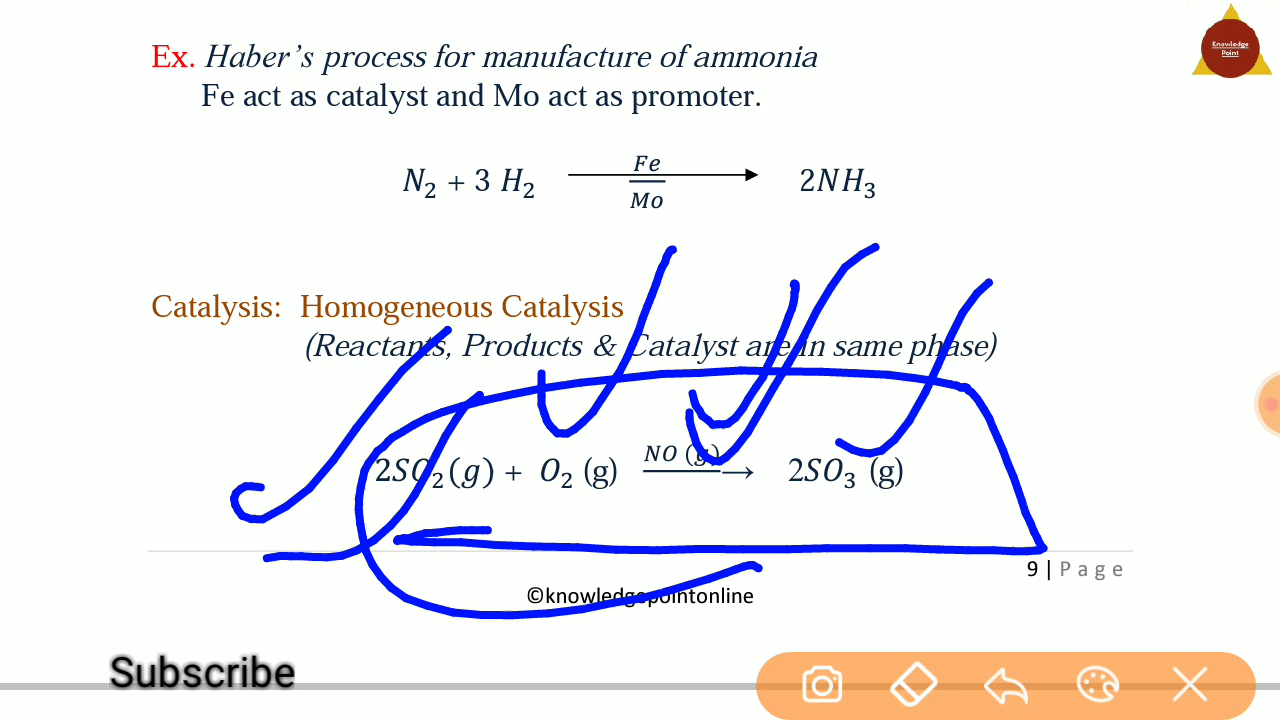 Knowledge
Point
Ex. Haber's process for manufacture of ammonia
Fe act as catalyst and Mo act as promoter.
N₂ + 3 H₂ Fe/Mo → 2NH₃
Catalysis: Homogeneous Catalysis
(Reactants, Products & Catalyst are in same phase)
2SO₂(g) + O₂ (g) NO (g) → 2SO₃ (g)
9 | Page
©knowledgepointonline
Subscribe